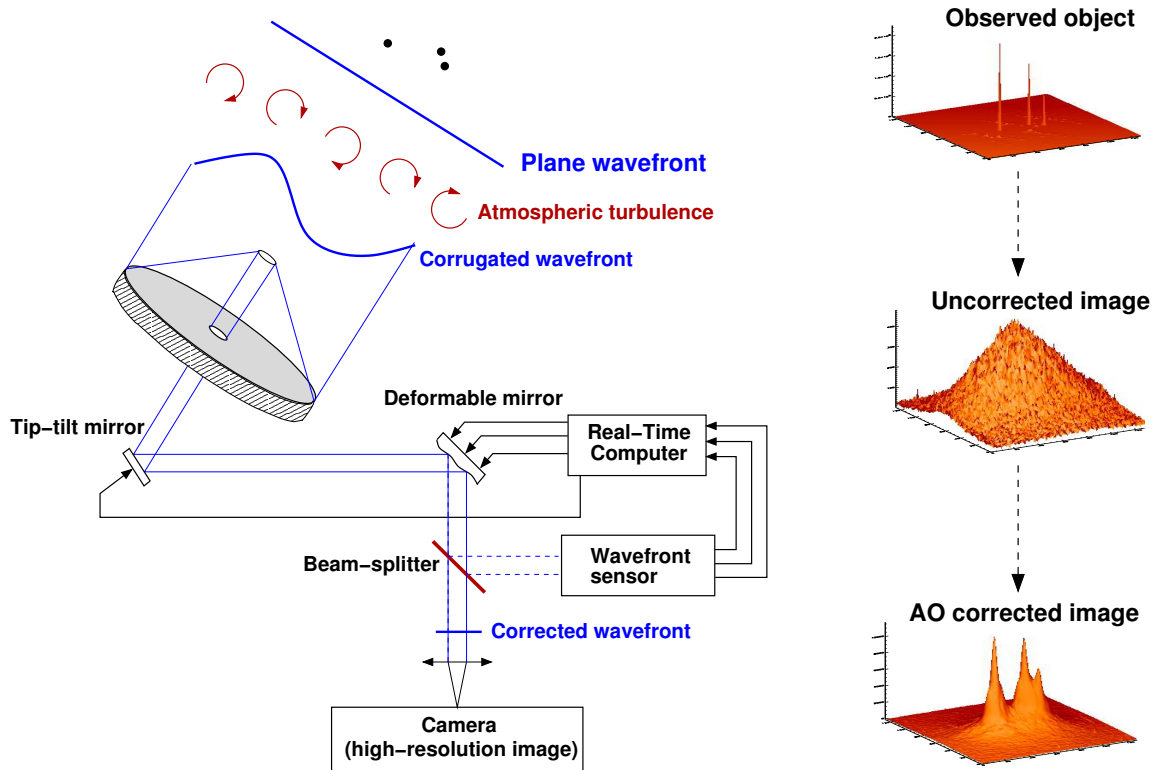 Observed object
Plane wavefront
Atmospheric turbulence
Corrugated wavefront
Uncorrected image
Deformable mirror
Tip-tilt mirror
Real-Time
Computer
Beam-splitter
Wavefront
sensor
AO corrected image
Corrected wavefront
Camera
(high-resolution image)